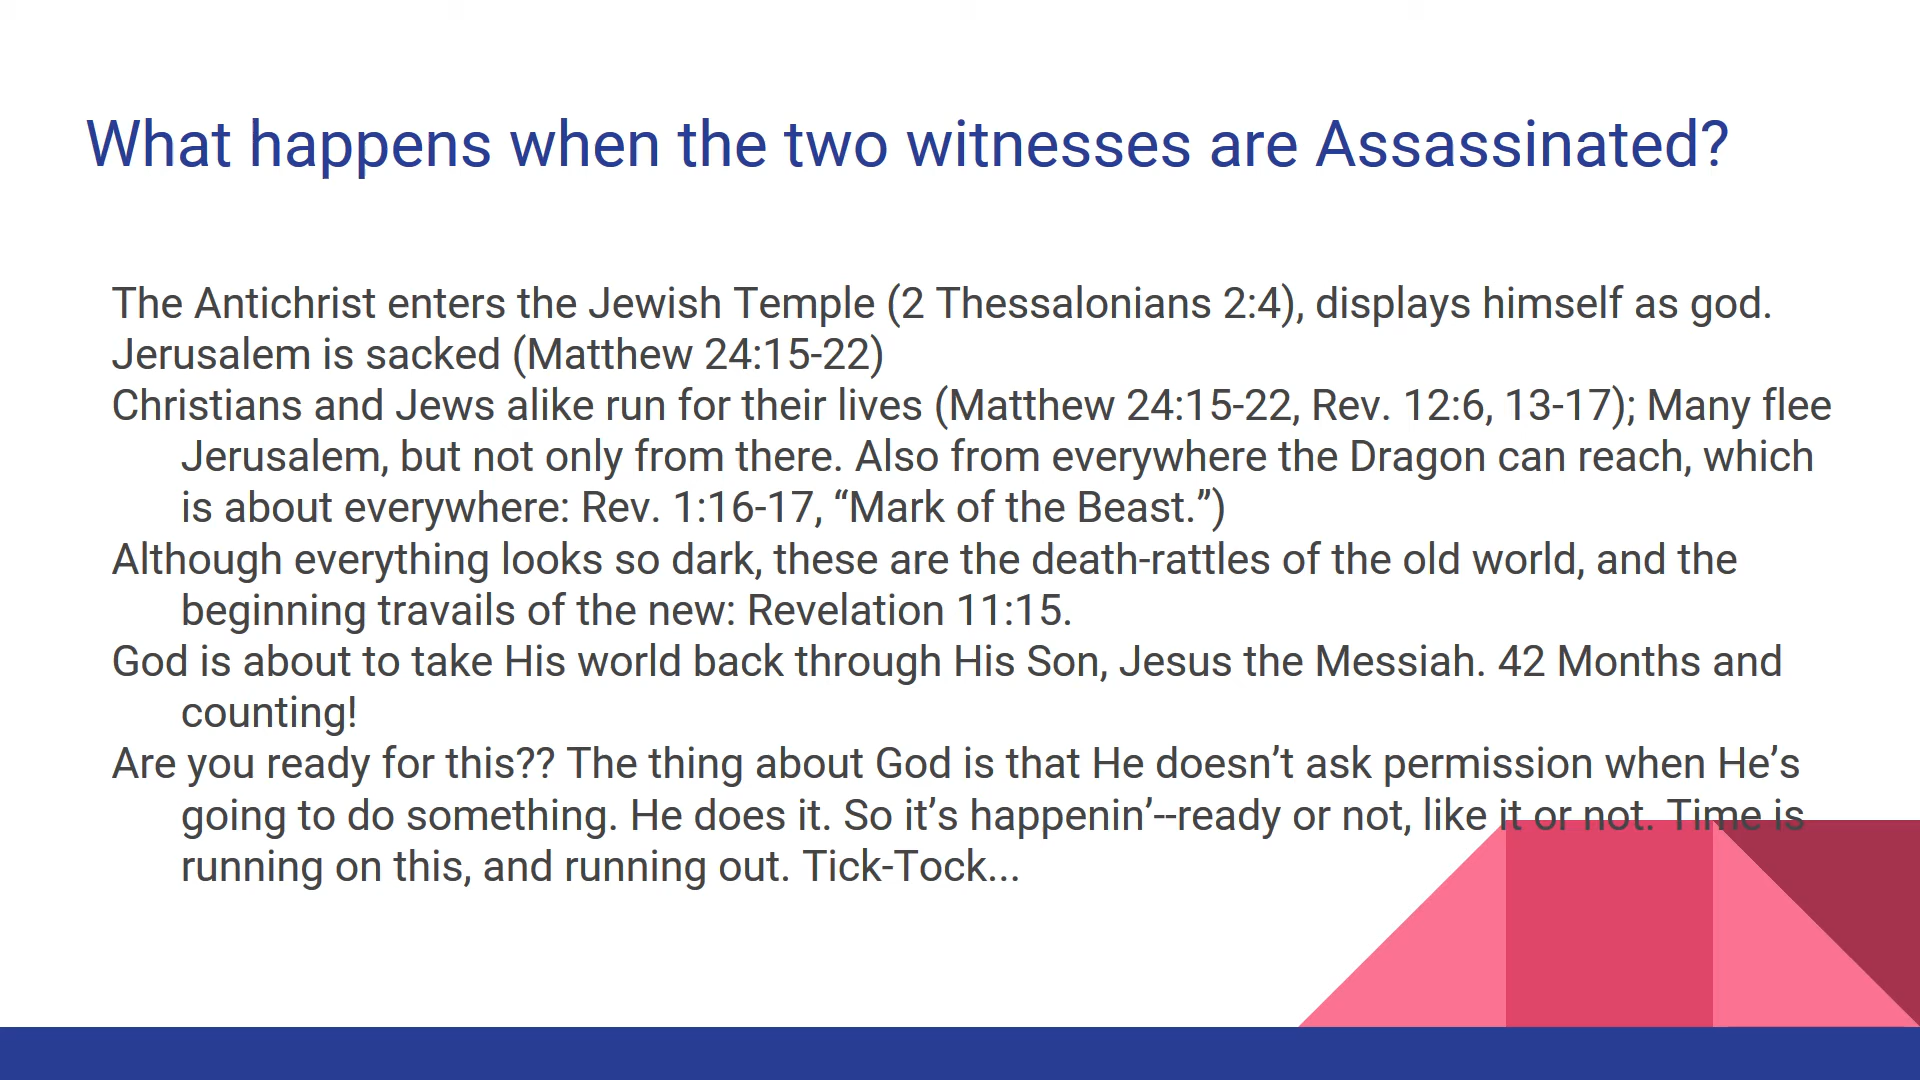 What happens when the two witnesses are Assassinated?
The Antichrist enters the Jewish Temple (2 Thessalonians 2:4), displays himself as god.
Jerusalem is sacked (Matthew 24:15-22)
Christians and Jews alike run for their lives (Matthew 24:15-22, Rev. 12:6, 13-17); Many flee
Jerusalem, but not only from there. Also from everywhere the Dragon can reach, which
is about everywhere: Rev. 1:16-17, “Mark of the Beast.”)
Although everything looks so dark, these are the death-rattles of the old world, and the
beginning travails of the new: Revelation 11:15.
God is about to take His world back through His Son, Jesus the Messiah. 42 Months and
counting!
Are you ready for this?? The thing about God is that He doesn’t ask permission when He’s
going to do something. He does it. So it’s happenin’--ready or not, like it or not. Time is
running on this, and running out. Tick-Tock...